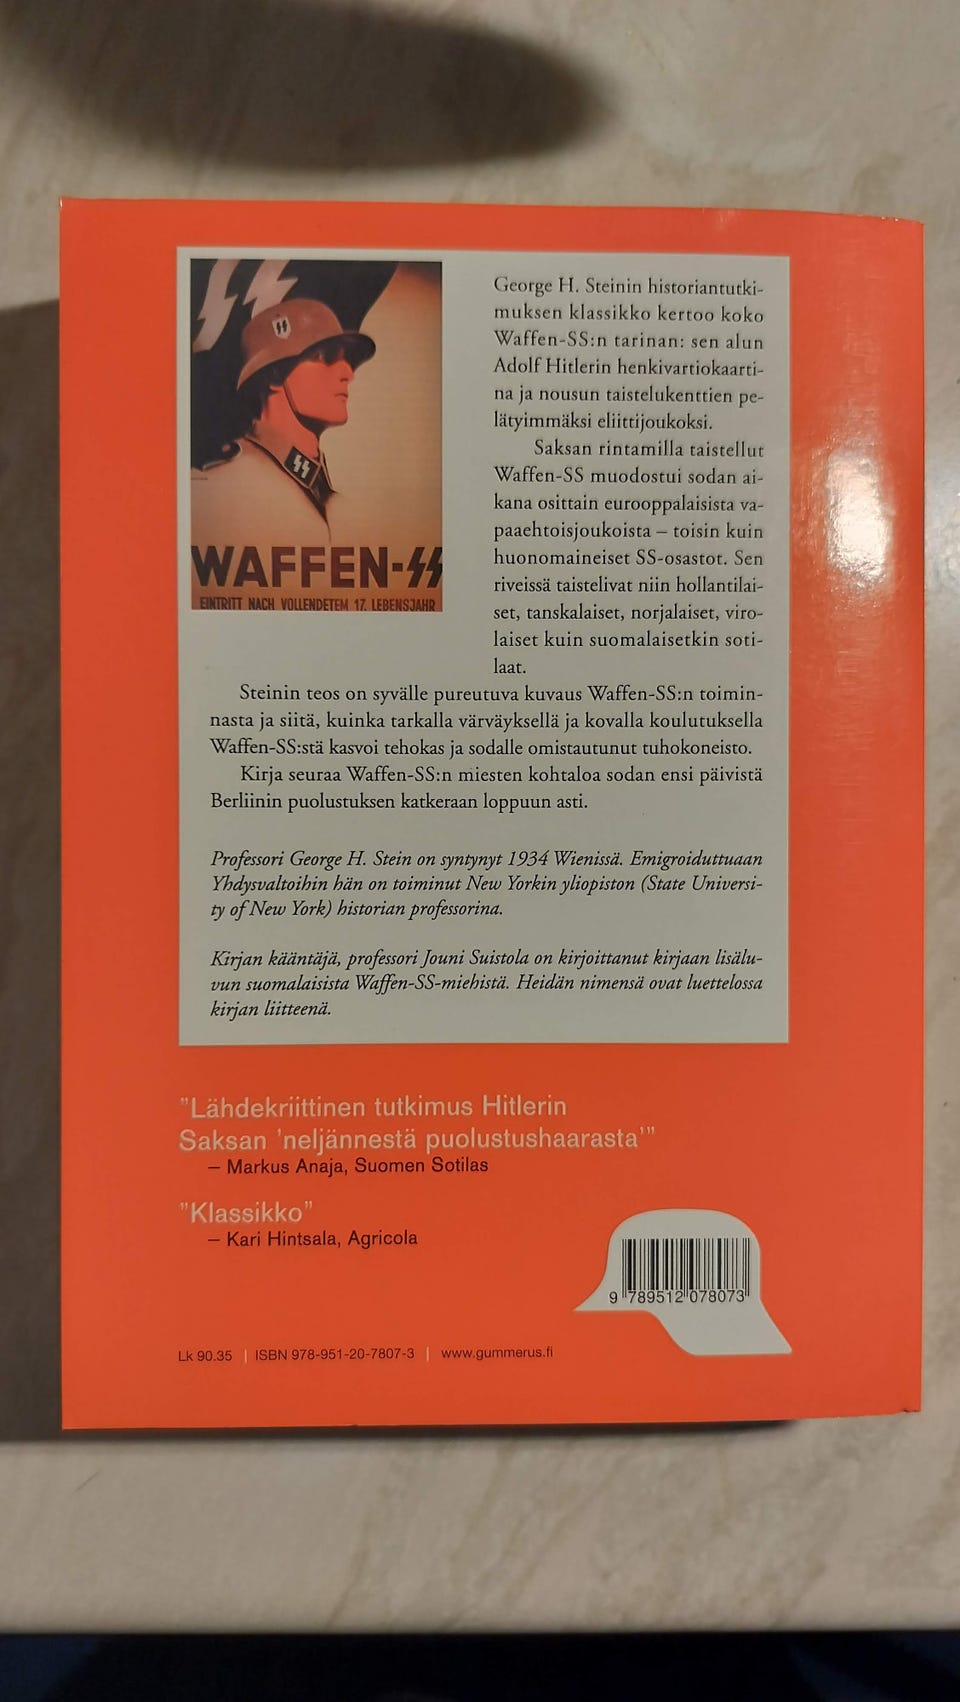 WAFFEN-SS
EINTRITT NACH VOLLENDETEM 17. LEBENSJAHR
George H. Steinin historiantutki-
muksen klassikko kertoo koko
Waffen-SS:n tarinan: sen alun
Adolf Hitlerin henkivartiokaarti-
na ja nousun taistelukenttien pe-
lätyimmäksi eliittijoukoksi.
Saksan rintamilla taistellut
Waffen-SS muodostui sodan ai-
kana osittain eurooppalaisista va-
paaehtoisjoukoista – toisin kuin
huonomaineiset SS-osastot. Sen
riveissä taistelivat niin hollantilai-
set, tanskalaiset, norjalaiset, viro-
laiset kuin suomalaisetkin soti-
laat.
Steinin teos on syvälle pureutuva kuvaus Waffen-SS:n toimin-
nasta ja siitä, kuinka tarkalla värväyksellä ja kovalla koulutuksella
Waffen-SS:stä kasvoi tehokas ja sodalle omistautunut tuhokoneisto.
Kirja seuraa Waffen-SS:n miesten kohtaloa sodan ensi päivistä
Berliinin puolustuksen katkeraan loppuun asti.
Professori George H. Stein on syntynyt 1934 Wienissä. Emigroiduttuaan
Yhdysvaltoihin hän on toiminut New Yorkin yliopiston (State Universi-
ty of New York) historian professorina.
Kirjan kääntäjä, professori Jouni Suistola on kirjoittanut kirjaan lisälu-
vun suomalaisista Waffen-SS-miehistä. Heidän nimensä ovat luettelossa
kirjan liitteenä.
”Lähdekriittinen tutkimus Hitlerin
Saksan ’neljännestä puolustushaarasta’”
– Markus Anaja, Suomen Sotilas
”Klassikko”
– Kari Hintsala, Agricola
9 789512 078073
Lk 90.35 | ISBN 978-951-20-7807-3 | www.gummerus.fi